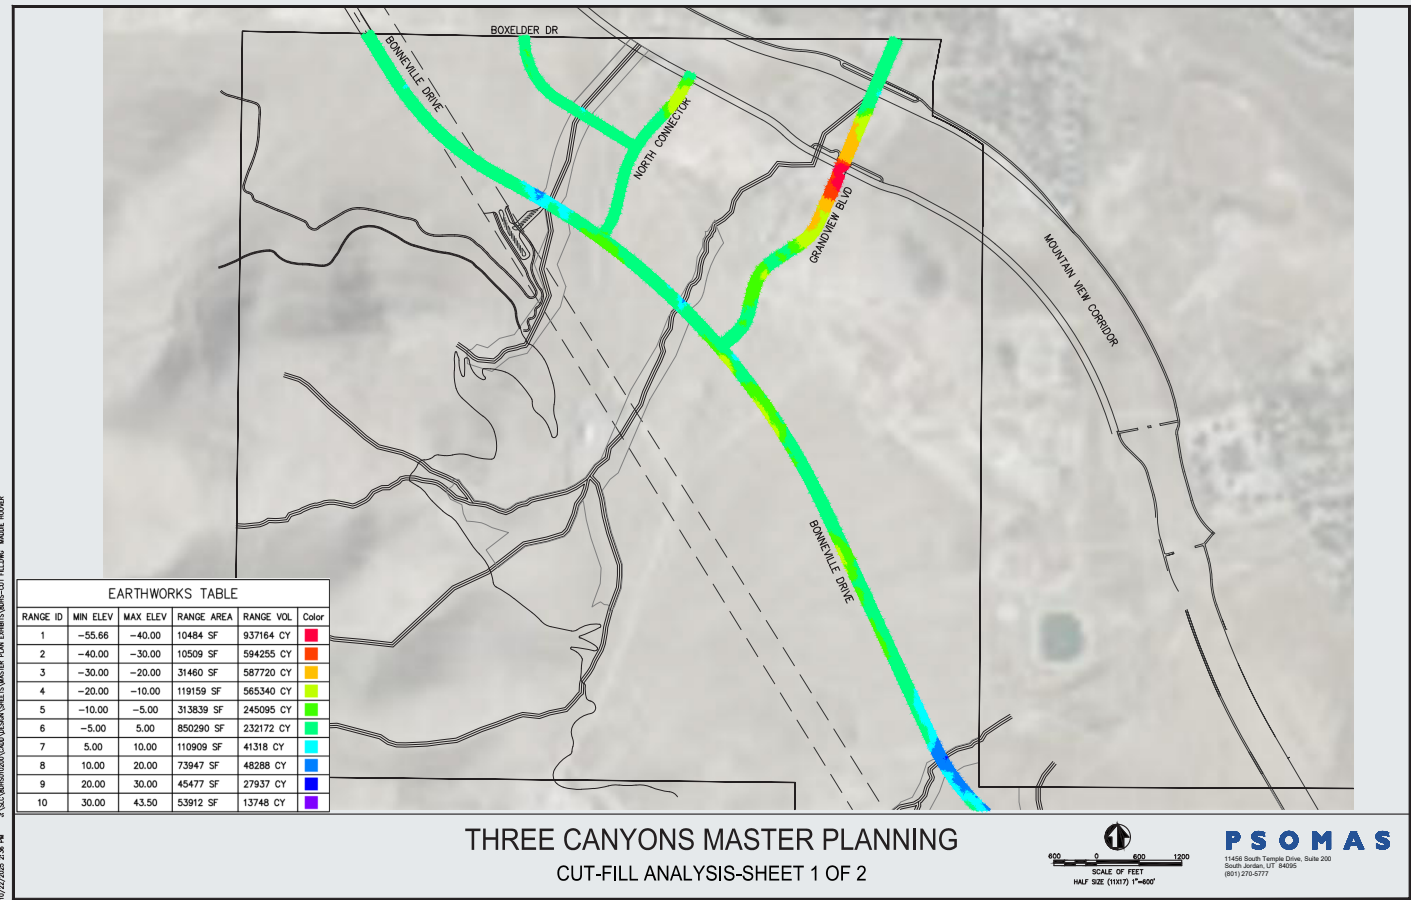 BOXELDER DR
BONNEVILLE DRIVE
NORTH CONNECTOR
GRANDVIEW BLVD
MOUNTAIN VIEW CORRIDOR
BONNEVILLE DRIVE
EARTHWORKS TABLE
RANGE ID MIN ELEV MAX ELEV RANGE AREA RANGE VOL Color
1 -55.66 -40.00 10484 SF 937164 CY
2 -40.00 -30.00 10509 SF 594255 CY
3 -30.00 -20.00 31460 SF 587720 CY
4 -20.00 -10.00 119159 SF 565340 CY
5 -10.00 -5.00 313839 SF 245095 CY
6 -5.00 5.00 850290 SF 232172 CY
7 5.00 10.00 110909 SF 41318 CY
8 10.00 20.00 73947 SF 48288 CY
9 20.00 30.00 45477 SF 27937 CY
10 30.00 43.50 53912 SF 13748 CY
THREE CANYONS MASTER PLANNING
CUT-FILL ANALYSIS-SHEET 1 OF 2
600 0 600 1200
SCALE OF FEET
HALF SIZE (11X17) 1"=600'
PSOMAS
11456 South Temple Drive, Suite 200
South Jordan, UT 84095
(801) 270-5777
10/22/2025 2:36 PM